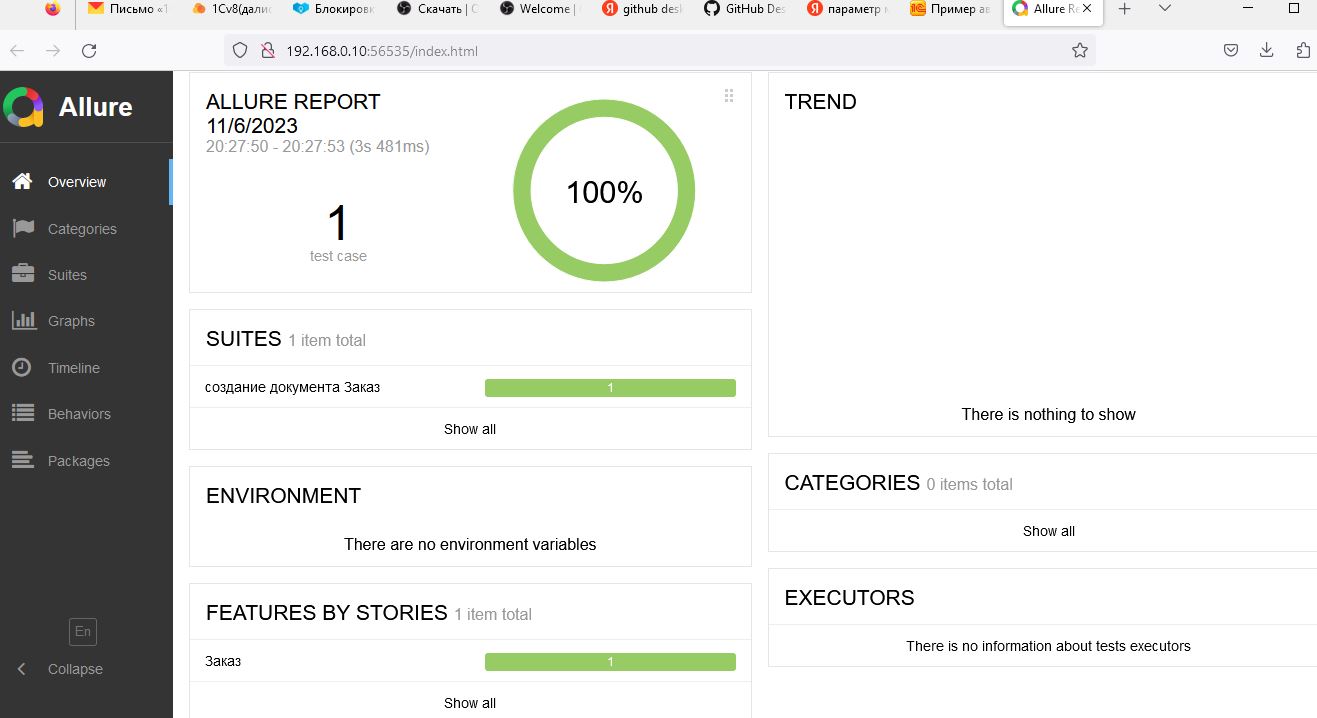 Письмо «1
1Cv8(дали
Блокировк
Скачать | О
Welcome |
github desk
GitHub Des
параметр м
Пример ав
Allure Re
192.168.0.10:56535/index.html
Allure
Overview
Categories
Suites
Graphs
Timeline
Behaviors
Packages
En
Collapse
ALLURE REPORT
11/6/2023
20:27:50 - 20:27:53 (3s 481ms)
1
test case
100%
SUITES 1 item total
создание документа Заказ
1
Show all
ENVIRONMENT
There are no environment variables
FEATURES BY STORIES 1 item total
Заказ
1
Show all
TREND
There is nothing to show
CATEGORIES 0 items total
Show all
EXECUTORS
There is no information about tests executors